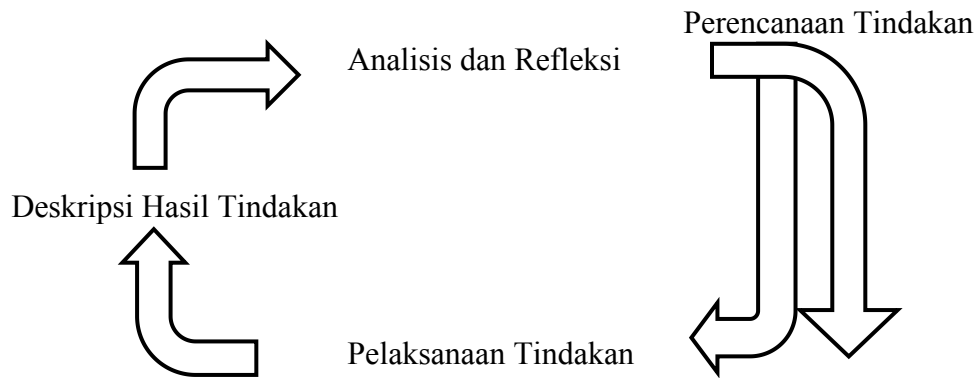 Perencanaan Tindakan
Analisis dan Refleksi
Deskripsi Hasil Tindakan
Pelaksanaan Tindakan